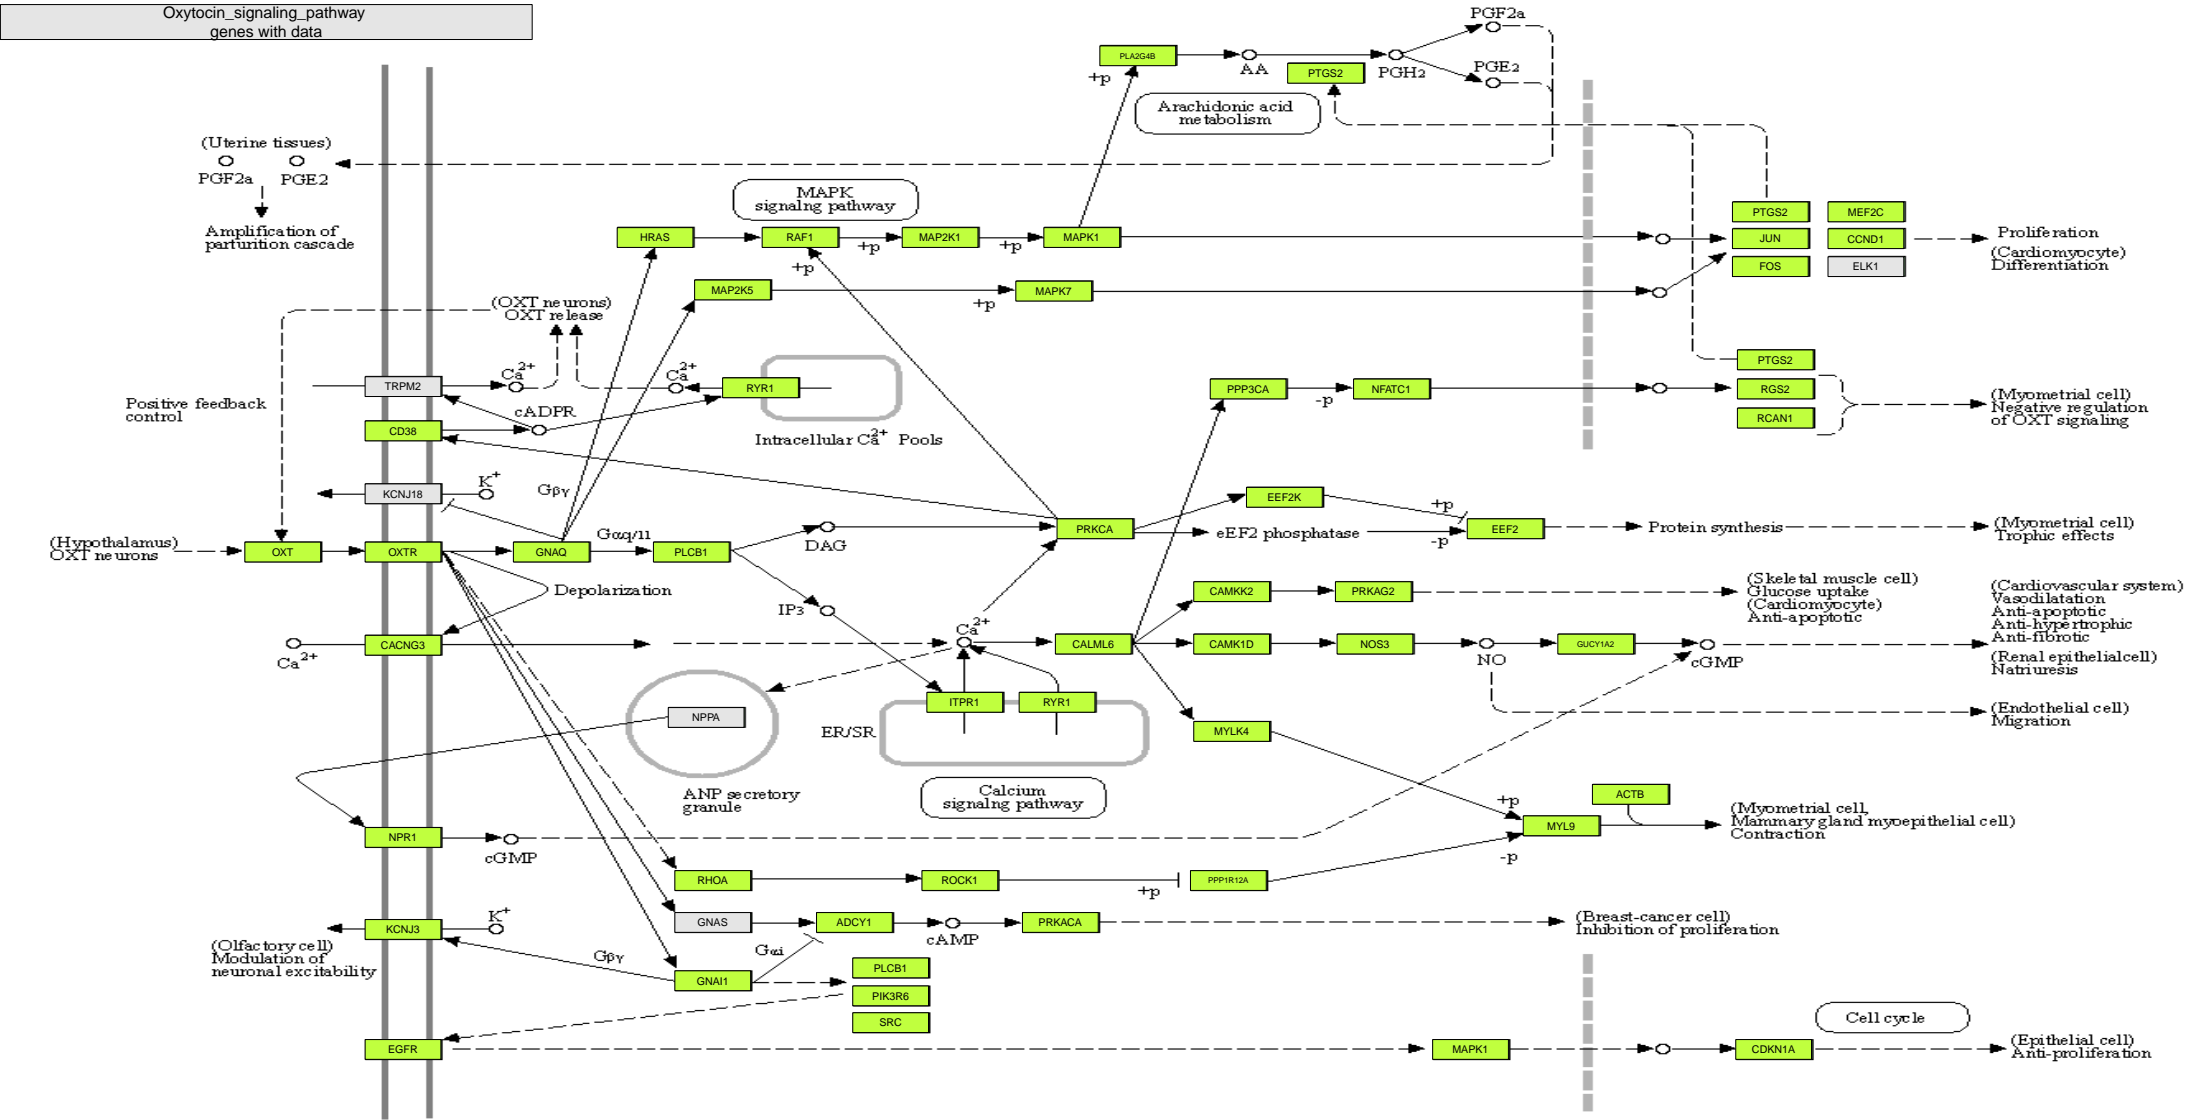 Oxytocin_signaling_pathway
genes with data
PGF2a
PLA2G4B
+p
AA
PTGS2
PGH2
PGE2
Arachidonic acid
metabolism
(Uterine tissues)
PGF2a
PGE2
Amplification of
parturition cascade
MAPK
signalng pathway
HRAS
RAF1
+p
MAP2K1
+p
MAPK1
+p
PTGS2
MEF2C
JUN
CCND1
FOS
ELK1
Proliferation
(Cardiomyocyte)
Differentiation
MAP2K5
+p
MAPK7
(OXT neurons)
OXT release
TRPM2
Ca2+
Ca2+
RYR1
Intracellular Ca2+ Pools
cADPR
CD38
Positive feedback
control
PPP3CA
-p
NFATC1
PTGS2
RGS2
RCAN1
(Myometrial cell)
Negative regulation
of OXT signaling
KCNJ18
K+
Gβγ
(Hypothalamus)
OXT neurons
OXT
OXTR
GNAQ
Gαq/11
PLCB1
DAG
PRKCA
EEF2K
+p
eEF2 phosphatase
-p
EEF2
Protein synthesis
(Myometrial cell)
Trophic effects
Depolarization
IP3
Ca2+
CACNG3
Ca2+
CALML6
CAMKK2
PRKAG2
(Skeletal muscle cell)
Glucose uptake
(Cardiomyocyte)
Anti-apoptotic
CAMK1D
NOS3
NO
GUCY1A2
cGMP
(Cardiovascular system)
Vasodilatation
Anti-apoptotic
Anti-hypertrophic
Anti-fibrotic
(Renal epithelialcell)
Natriuresis
(Endothelial cell)
Migration
ITPR1
RYR1
ER/SR
NPPA
ANP secretory
granule
Calcium
signalng pathway
MYLK4
+p
ACTB
MYL9
-p
(Myometrial cell,
Mammary gland myoepithelial cell)
Contraction
NPR1
cGMP
RHOA
ROCK1
+p
PPP1R12A
GNAS
ADCY1
cAMP
PRKACA
(Breast-cancer cell)
Inhibition of proliferation
KCNJ3
K+
(Olfactory cell)
Modulation of
neuronal excitability
Gβγ
Gαi
GNAI1
PLCB1
PIK3R6
SRC
EGFR
MAPK1
CDKN1A
Cell cycle
(Epithelial cell)
Anti-proliferation